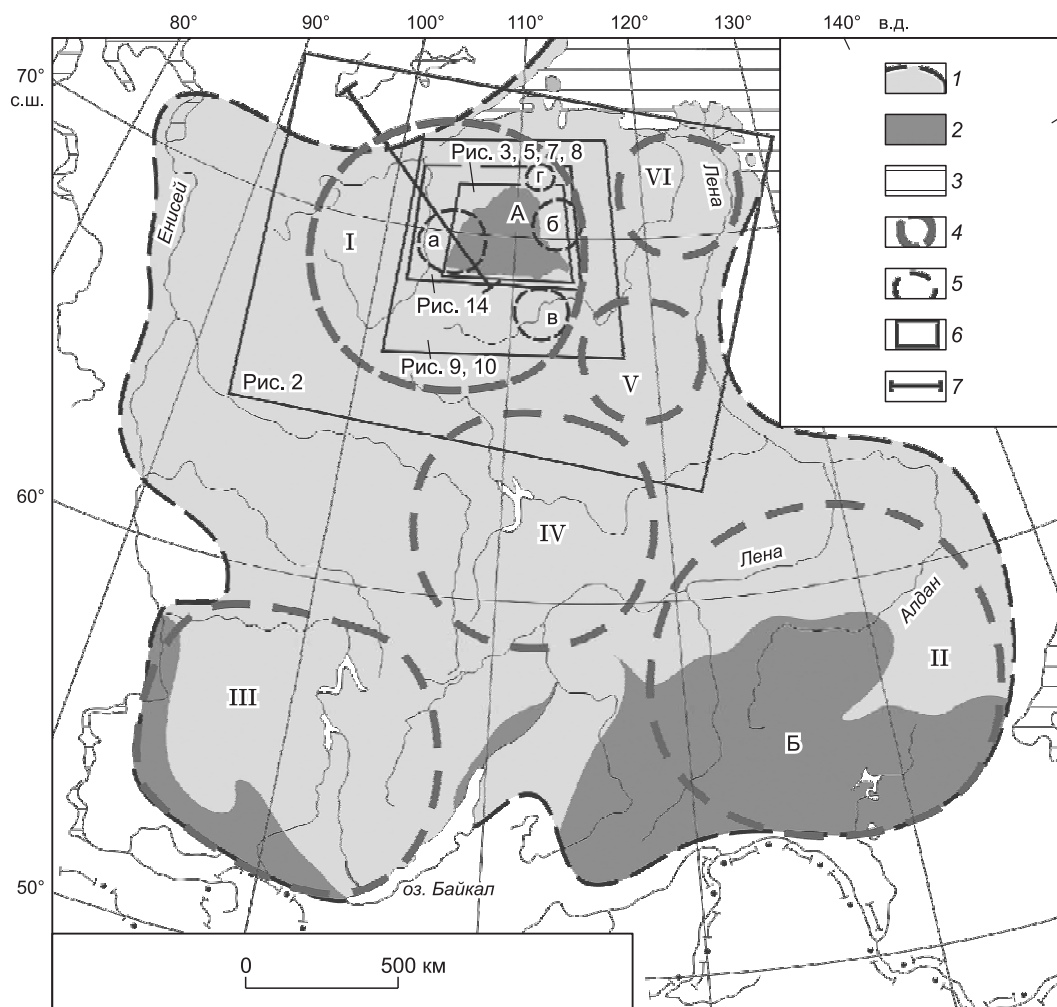 80° 90° 100° 110° 120° 130° 140° в.д.
70°
с.ш.
1
2
3
4
5
6
7
Рис. 3, 5, 7, 8
г
VI
Лена
Енисей
А
б
I
а
Рис. 14
в
Рис. 9, 10
Рис. 2
V
60°
IV
Лена
Алдан
II
III
Б
50°
оз. Байкал
0 500 км